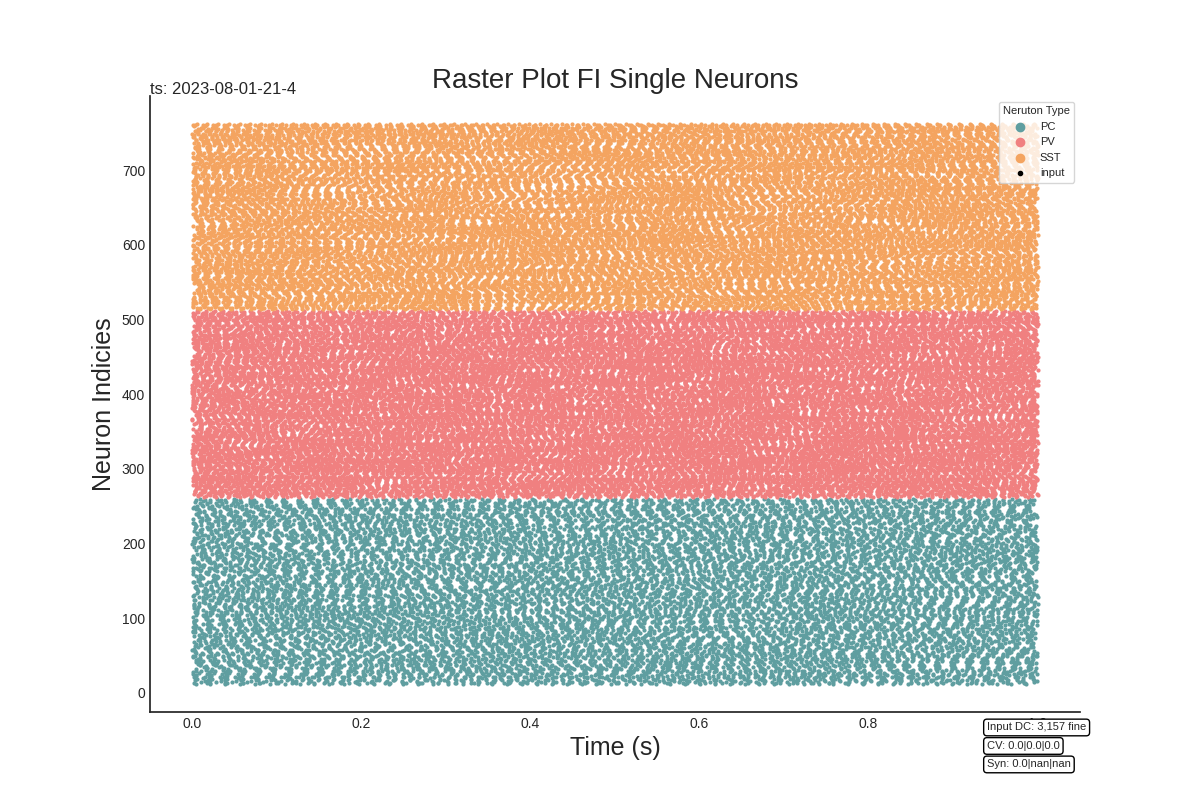 Raster Plot FI Single Neurons
ts: 2023-08-01-21-4
Neruton Type
PC
PV
SST
input
Neuron Indicies
700
600
500
400
300
200
100
0
0.0 0.2 0.4 0.6 0.8
Time (s)
Input DC: 3,157 fine
CV: 0.0|0.0|0.0
Syn: 0.0|nan|nan